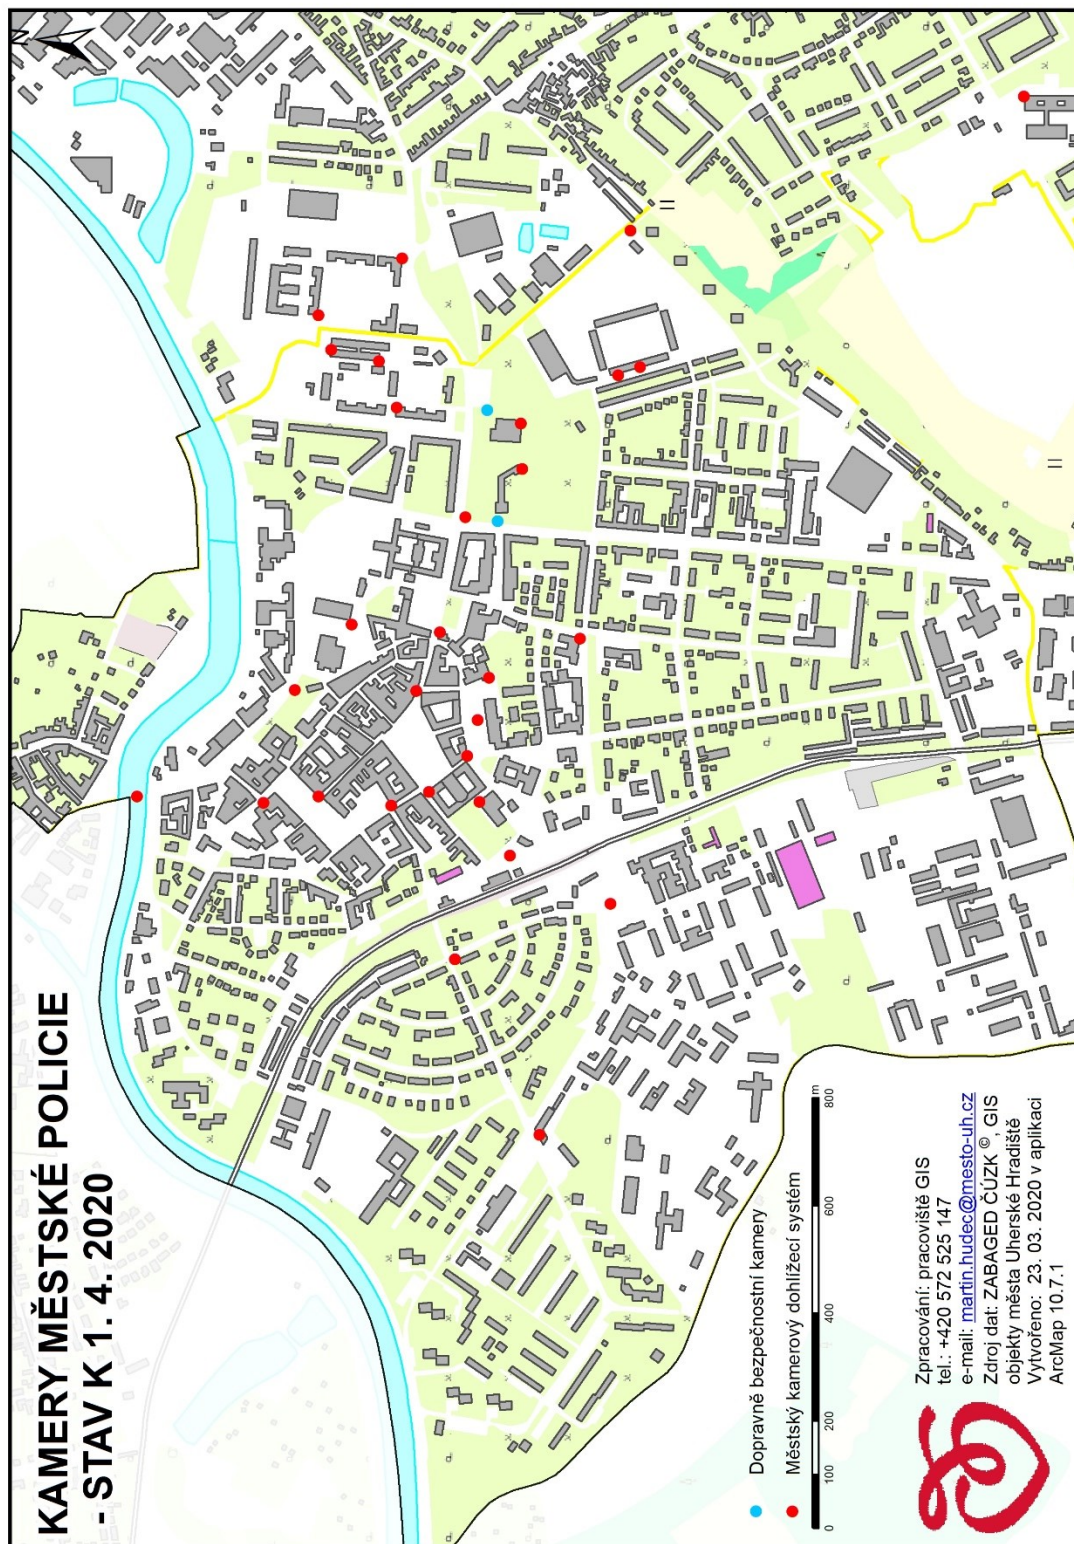 KAMERY MĚSTSKÉ POLICIE
- STAV K 1. 4. 2020
Dopravně bezpečnostní kamery
Městský kamerový dohlížecí systém
0 100 200 400 600 800
m
Zpracování: pracoviště GIS
tel.: +420 572 525 147
e-mail: martin.hudec@mesto-uh.cz
Zdroj dat: ZABAGED ČÚZK ©, GIS
objekty města Uherské Hradiště
Vytvořeno: 23. 03. 2020 v aplikaci
ArcMap 10.7.1